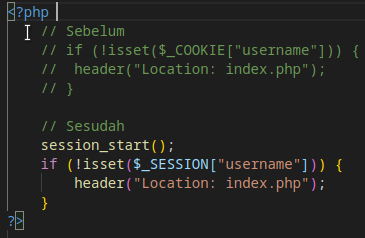 <?php
// Sebelum
// if (!isset($_COOKIE["username"])) {
//  header("Location: index.php");
// }
// Sesudah
session_start();
if (!isset($_SESSION["username"])) {
header("Location: index.php");
}
?>